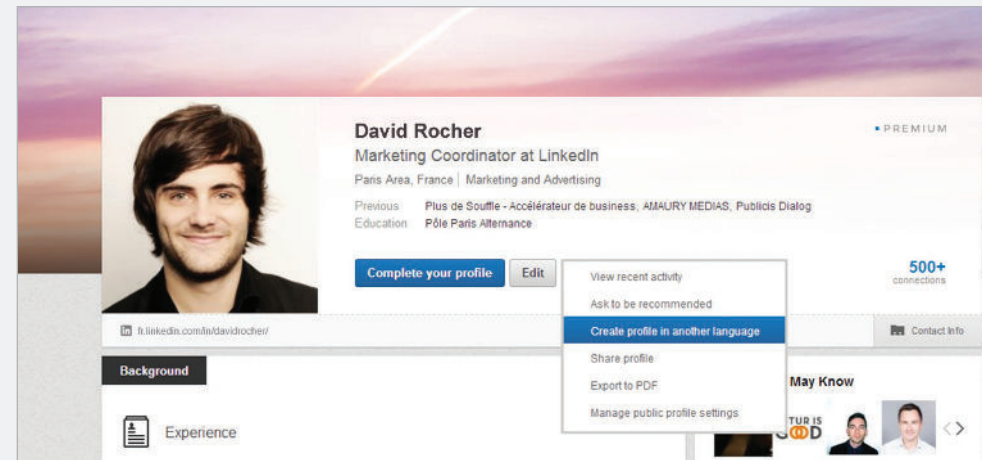 David Rocher
PREMIUM
Marketing Coordinator at LinkedIn
Paris Area, France | Marketing and Advertising
Previous Plus de Souffle - Accélérateur de business, AMAURY MEDIAS, Publicis Dialog
Education Pôle Paris Alternance
Complete your profile Edit
View recent activity
Ask to be recommended
Create profile in another language
Share profile
Export to PDF
Manage public profile settings
500+
connections
fr.linkedin.com/in/davidrocher/
Contact Info
Background
Experience
May Know
TUR IS
GOOD